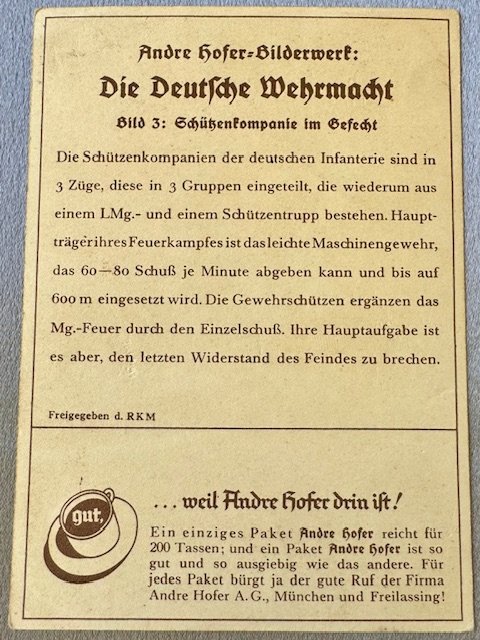 Andre Hofer-Bilderwerk:
Die Deutsche Wehrmacht
Bild 3: Schützenkompanie im Gefecht
Die Schützenkompanien der deutschen Infanterie sind in
3 Züge, diese in 3 Gruppen eingeteilt, die wiederum aus
einem LMg.- und einem Schützentrupp bestehen. Haupt-
träger ihres Feuerkampfes ist das leichte Maschinengewehr,
das 60—80 Schuß je Minute abgeben kann und bis auf
600 m eingesetzt wird. Die Gewehrschützen ergänzen das
Mg.-Feuer durch den Einzelschuß. Ihre Hauptaufgabe ist
es aber, den letzten Widerstand des Feindes zu brechen.
Freigegeben d. RKM
gut,
... weil Andre Hofer drin ist!
Ein einziges Paket Andre Hofer reicht für
200 Tassen; und ein Paket Andre Hofer ist so
gut und so ausgiebig wie das andere. Für
jedes Paket bürgt ja der gute Ruf der Firma
Andre Hofer A.G., München und Freilassing!